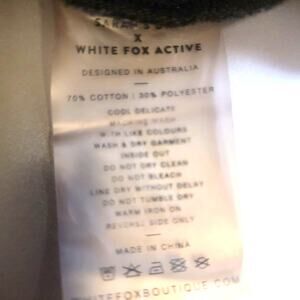 SARAH'S
X
WHITE FOX ACTIVE
DESIGNED IN AUSTRALIA
70% COTTON | 30% POLYESTER
COOL DELICATE
MACHINE WASH
WITH LIKE COLOURS
WASH & DRY GARMENT
INSIDE OUT
DO NOT DRY CLEAN
DO NOT BLEACH
LINE DRY WITHOUT DELAY
DO NOT TUMBLE DRY
WARM IRON ON
REVERSE SIDE ONLY
MADE IN CHINA
WHITEFOXBOUTIQUE.COM